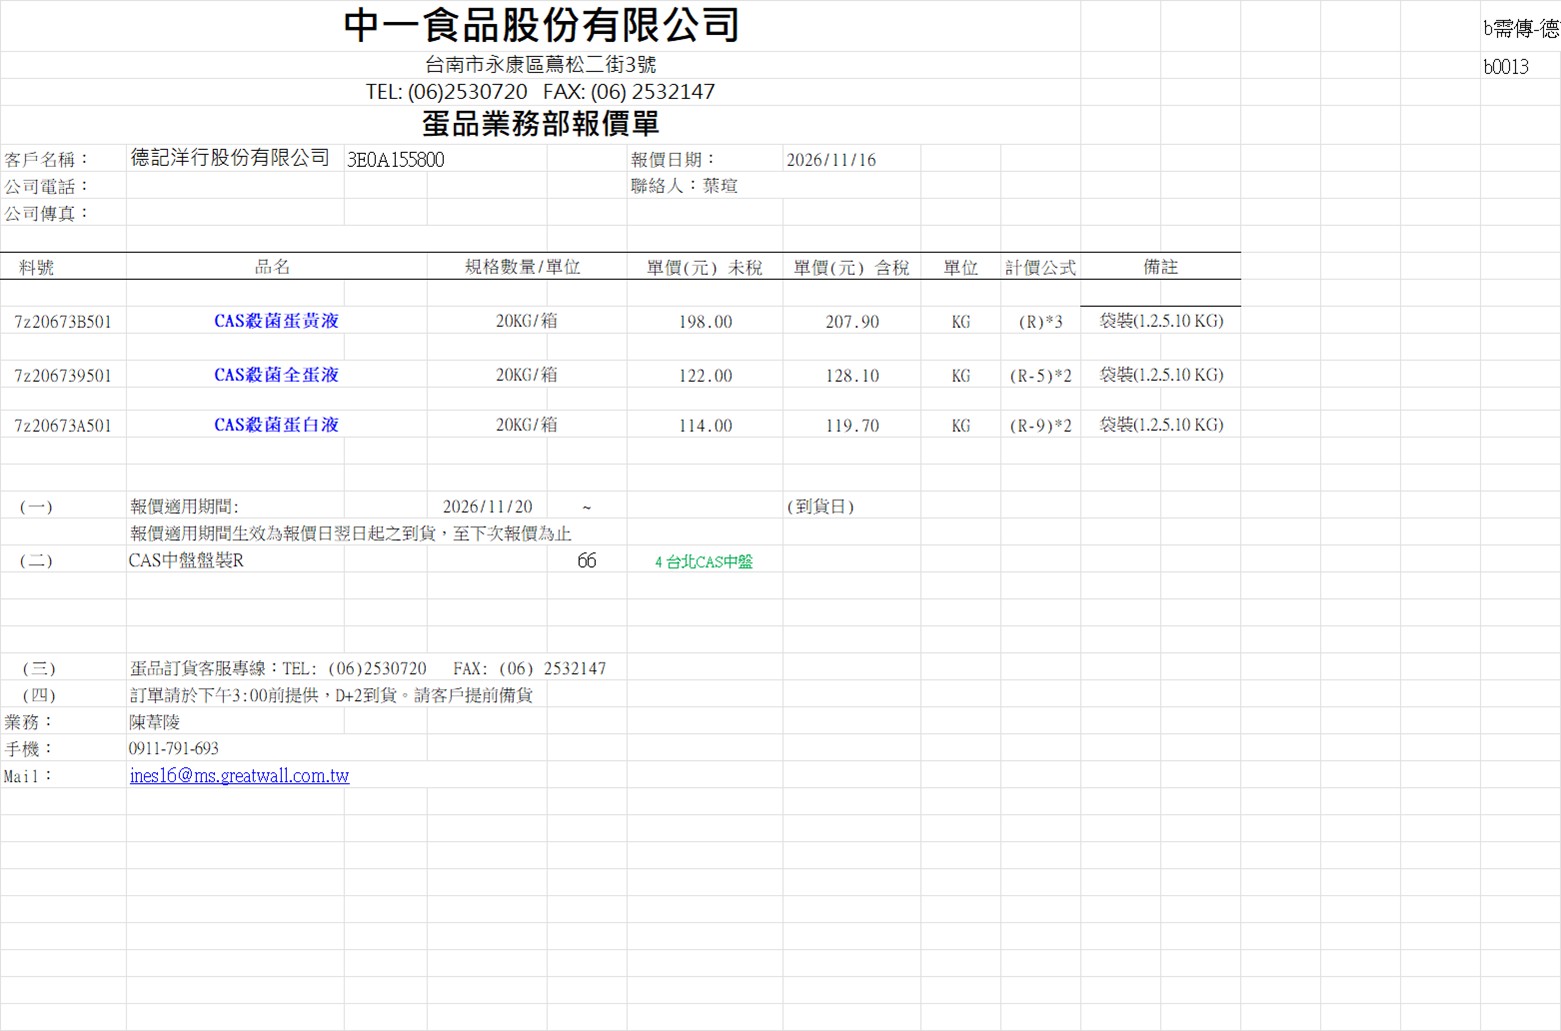 中一食品股份有限公司
b需傳-德
台南市永康區蔦松二街3號
b0013
TEL: (06)2530720 FAX: (06) 2532147
蛋品業務部報價單
客戶名稱： 德記洋行股份有限公司 3E0A155800 報價日期： 2026/11/16
公司電話： 聯絡人：葉瑄
公司傳真：
料號 品名 規格數量/單位 單價(元) 未稅 單價(元) 含稅 單位 計價公式 備註
7z20673B501 CAS殺菌蛋黃液 20KG/箱 198.00 207.90 KG (R)*3 袋裝(1.2.5.10 KG)
7z206739501 CAS殺菌全蛋液 20KG/箱 122.00 128.10 KG (R-5)*2 袋裝(1.2.5.10 KG)
7z20673A501 CAS殺菌蛋白液 20KG/箱 114.00 119.70 KG (R-9)*2 袋裝(1.2.5.10 KG)
(一) 報價適用期間: 2026/11/20 ~ (到貨日)
報價適用期間生效為報價日翌日起之到貨，至下次報價為止
(二) CAS中盤盤裝R 66 4 台北CAS中盤
(三) 蛋品訂貨客服專線：TEL: (06)2530720 FAX: (06) 2532147
(四) 訂單請於下午3:00前提供，D+2到貨。請客戶提前備貨
業務： 陳葦陵
手機： 0911-791-693
Mail： ines16@ms.greatwall.com.tw